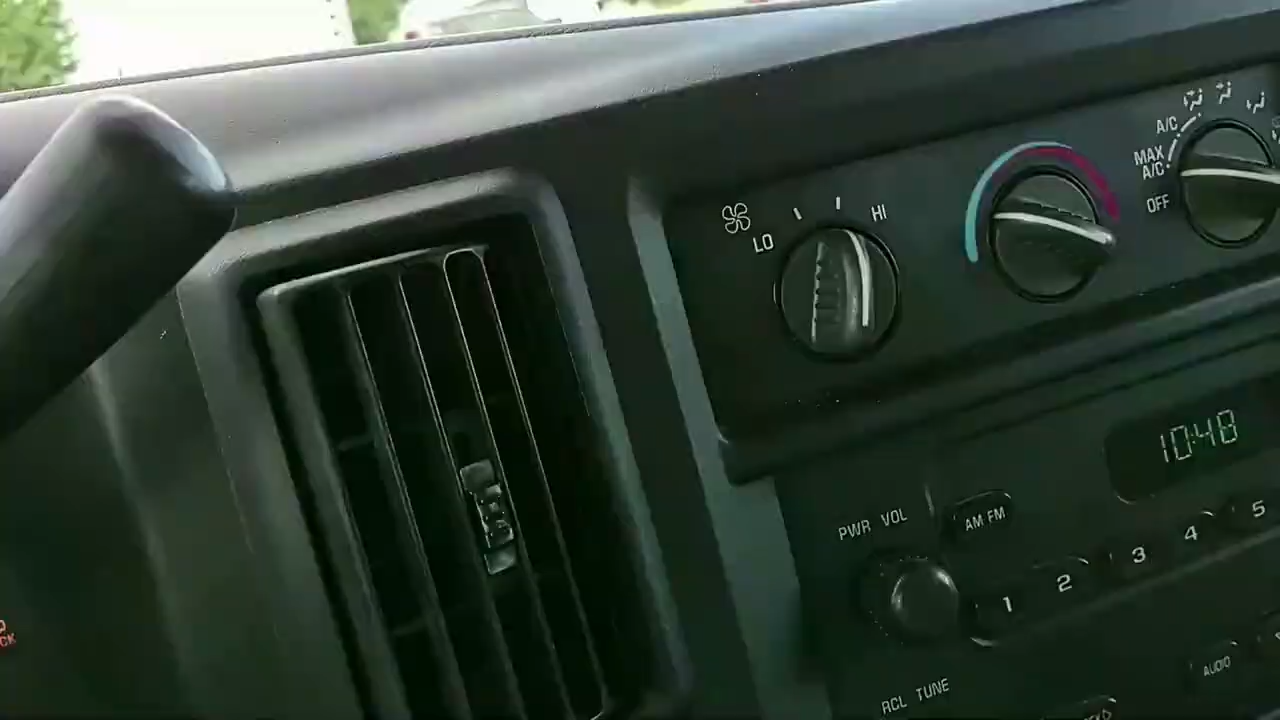 LO
HI
A/C
MAX
A/C
OFF
10:48
PWR VOL
AM FM
1
2
3
4
5
AUDIO
RCL TUNE